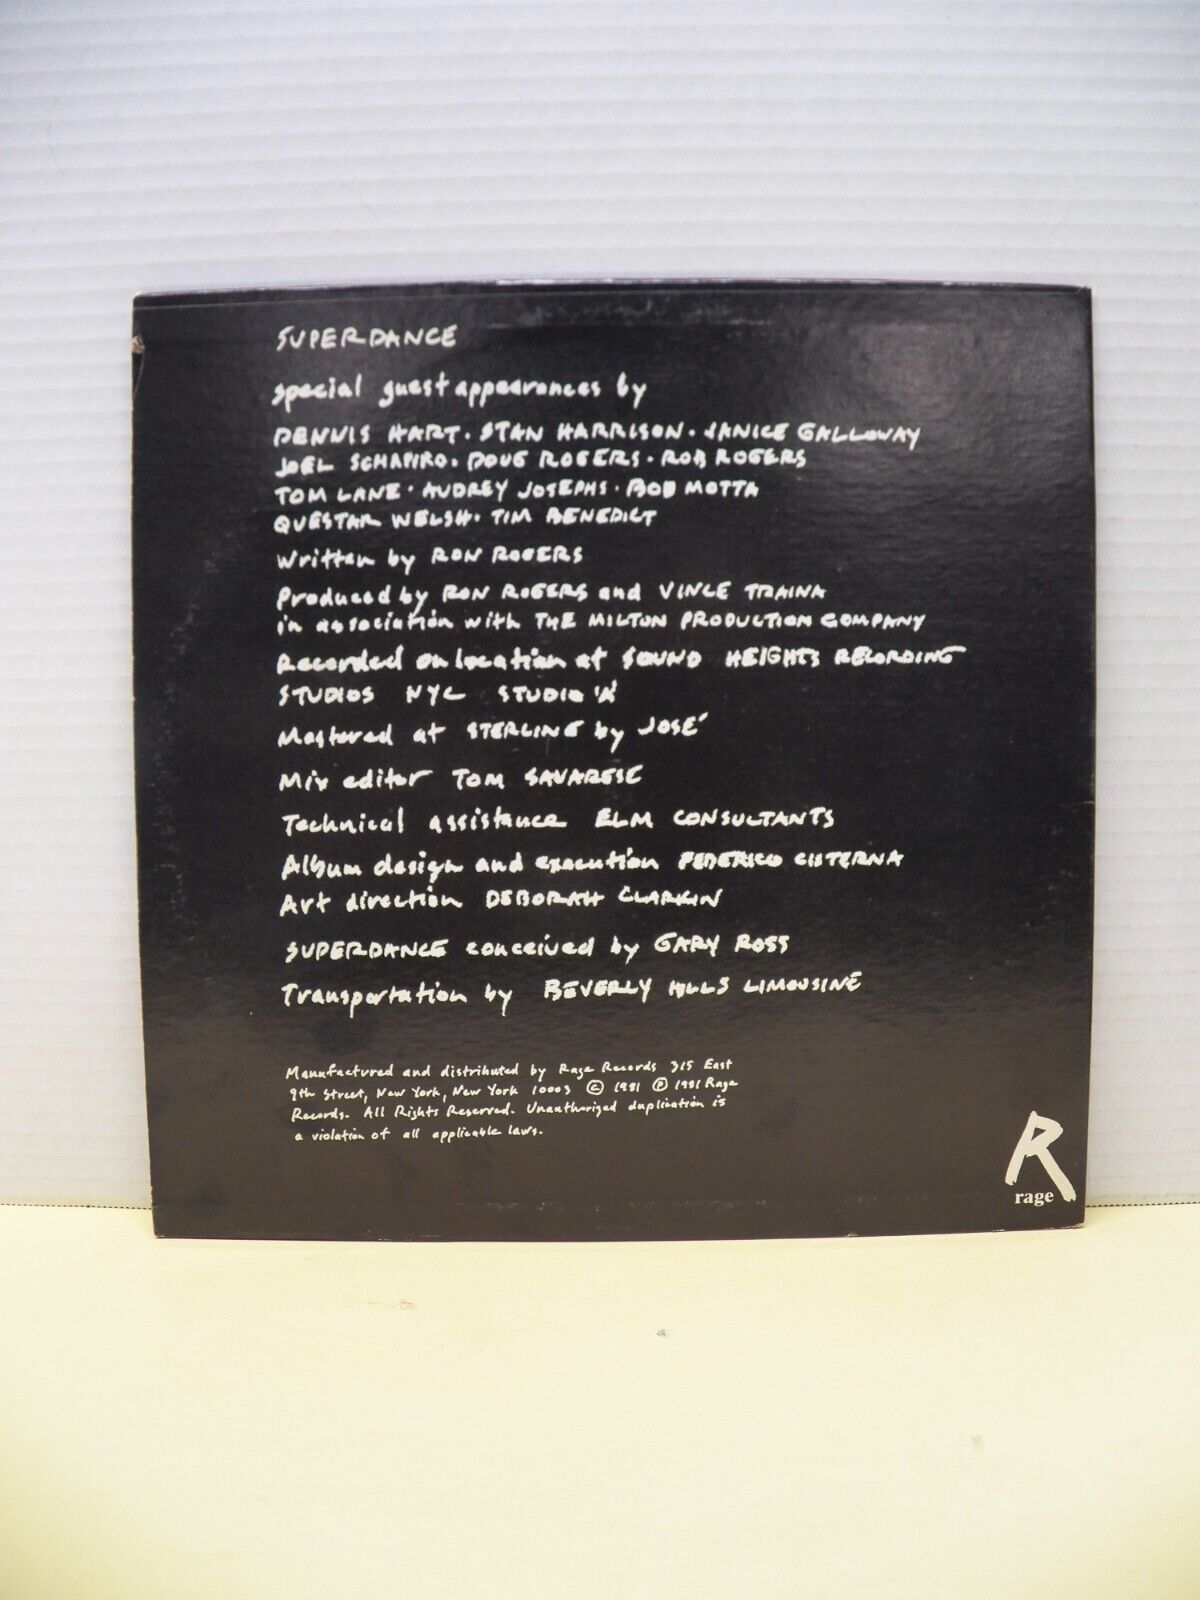 SUPERDANCE
special guest appearances by
DENNIS HART · STAN HARRISON · JANICE GALLOWAY
JOEL SCHAPIRO · DOUG ROGERS · ROB ROGERS
TOM LANE · AUDREY JOSEPHS · BOB MOTTA
QUESTAR WELSH · TIM BENEDICT
Written by RON ROGERS
Produced by RON ROGERS and VINCE TRAINA
in association with THE MILTON PRODUCTION COMPANY
Recorded on location at SOUND HEIGHTS RECORDING
STUDIOS NYC STUDIO 'A'
Mastered at STERLING by JOSÉ
Mix editor TOM SAVARESE
Technical assistance ELM CONSULTANTS
Album design and execution FEDERICO CISTERNA
Art direction DEBORAH CLARKIN
SUPERDANCE conceived by GARY ROSS
Transportation by BEVERLY HILLS LIMOUSINE
Manufactured and distributed by Rage Records 315 East
9th Street, New York, New York 10003 © 1981 ℗ 1981 Rage
Records. All Rights Reserved. Unauthorized duplication is
a violation of all applicable laws.
R
rage